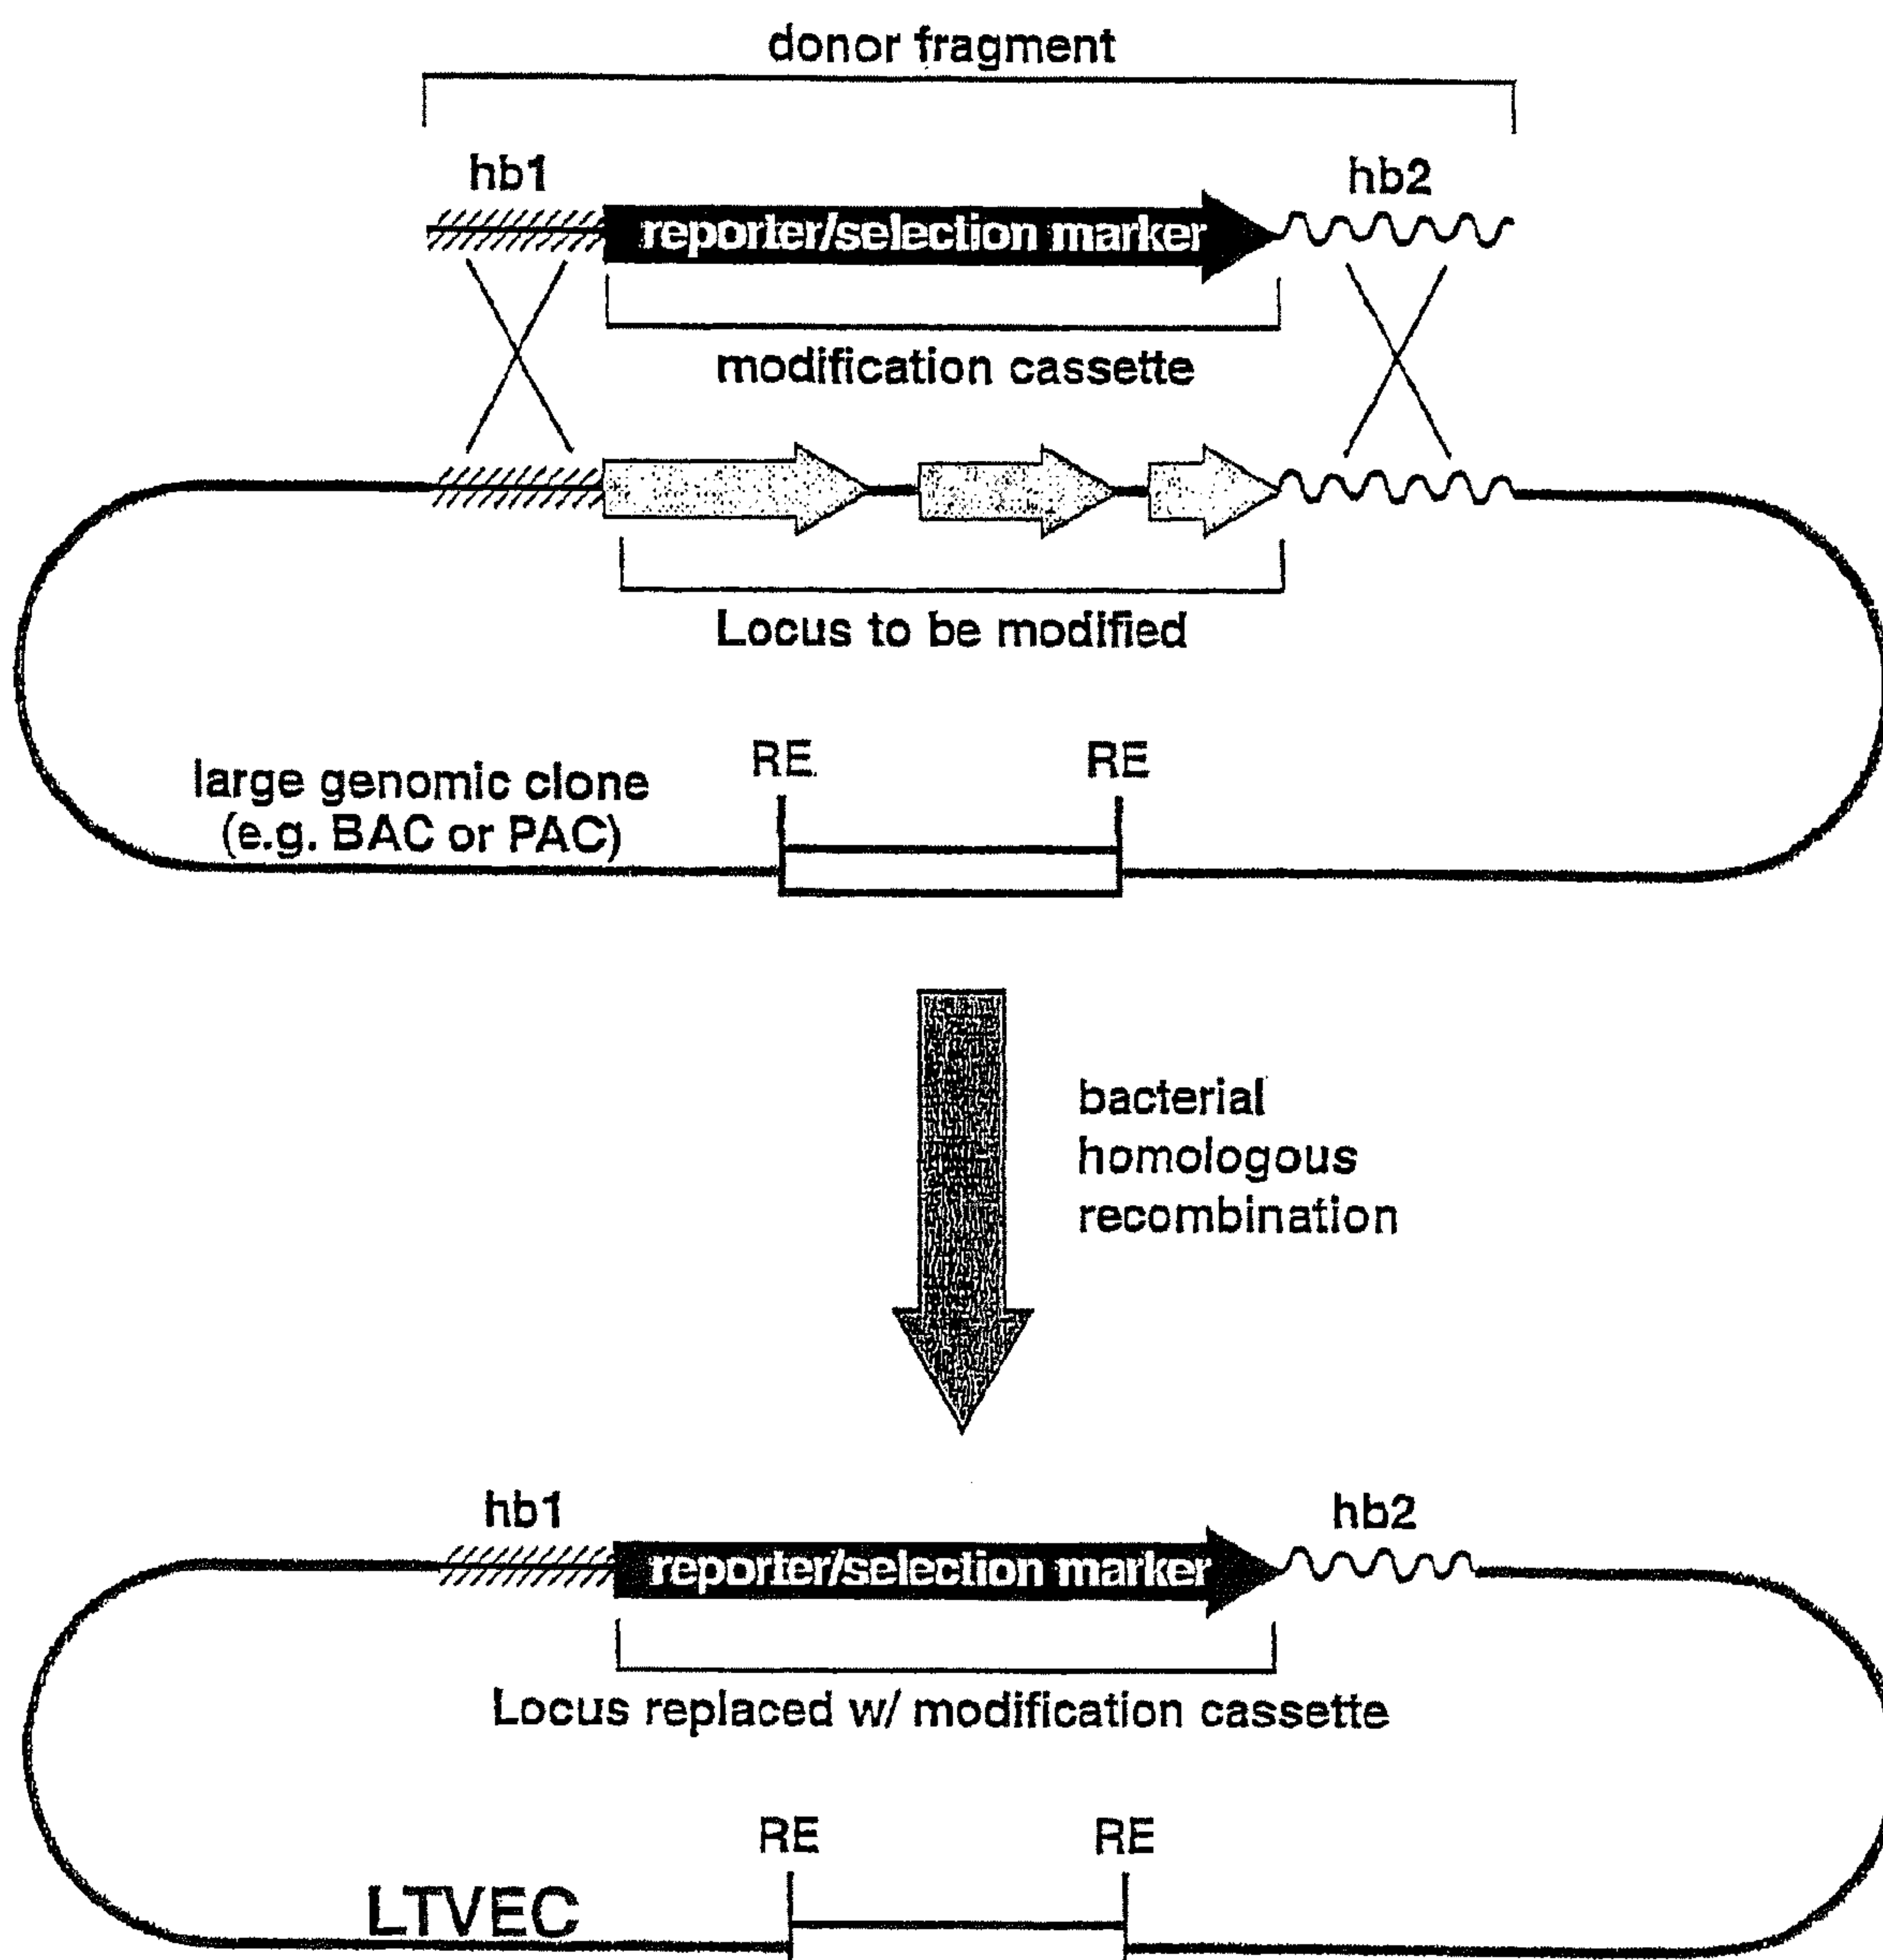 donor fragment
hb1
hb2
reporter/selection marker
modification cassette
Locus to be modified
RE
RE
large genomic clone
(e.g. BAC or PAC)
bacterial
homologous
recombination
hb1
hb2
reporter/selection marker
Locus replaced w/ modification cassette
RE
RE
LTVEC